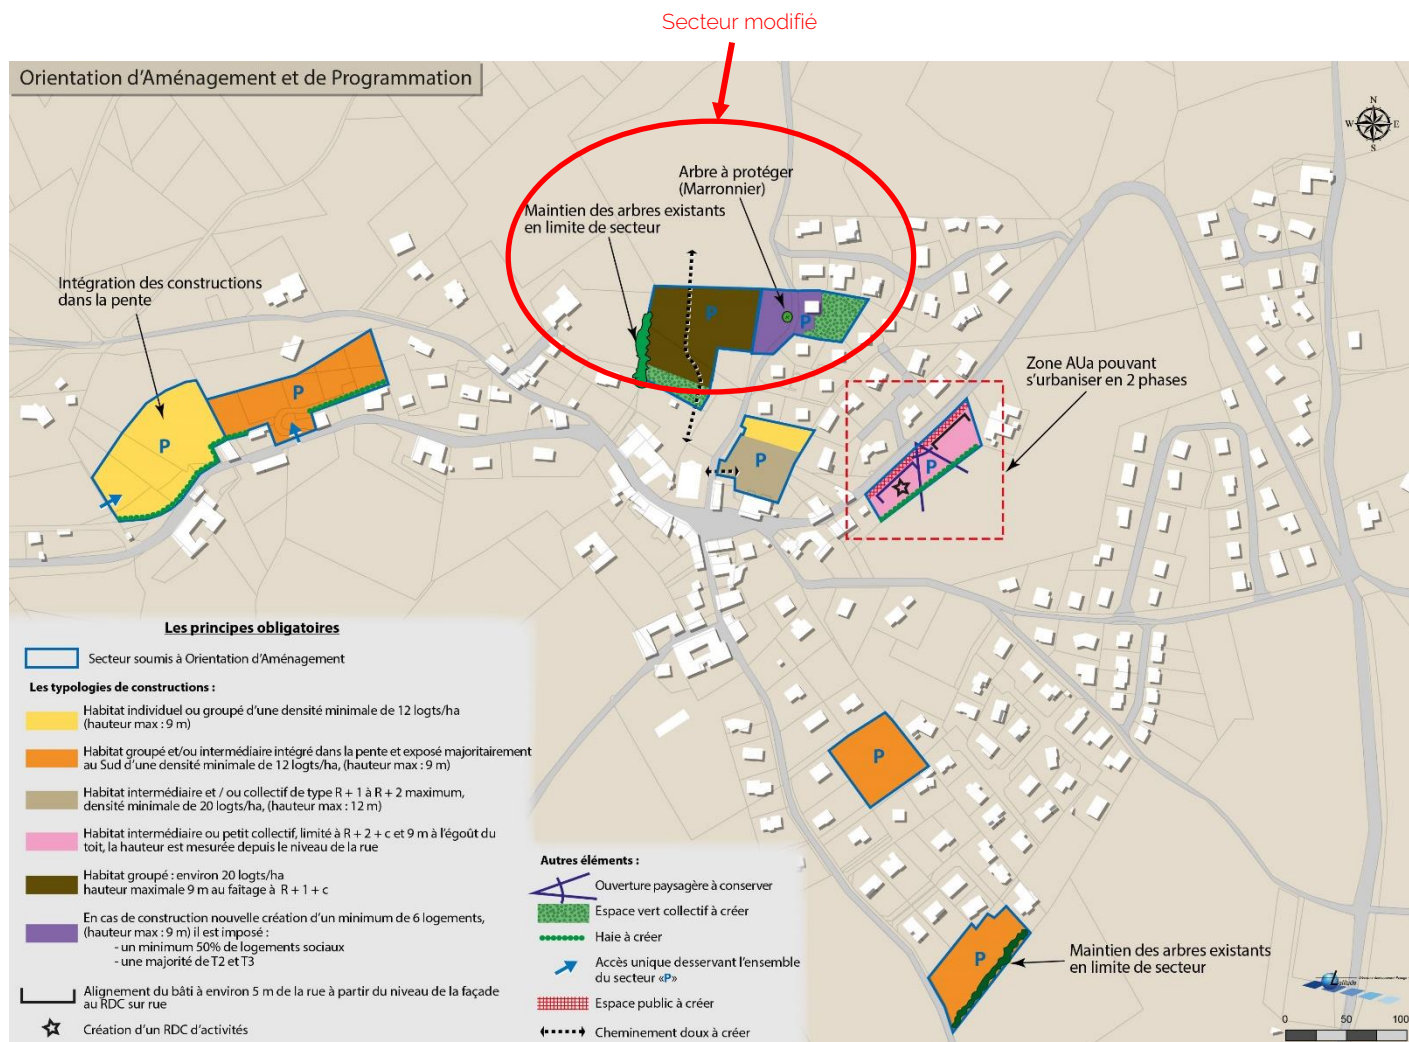 Secteur modifié
Orientation d'Aménagement et de Programmation
N
W
E
S
Arbre à protéger
(Marronnier)
Maintien des arbres existants
en limite de secteur
Intégration des constructions
dans la pente
Zone AUa pouvant
s'urbaniser en 2 phases
P
P
P
P
P
P
P
P
Maintien des arbres existants
en limite de secteur
Les principes obligatoires
Secteur soumis à Orientation d'Aménagement
Les typologies de constructions :
Habitat individuel ou groupé d'une densité minimale de 12 logts/ha
(hauteur max : 9 m)
Habitat groupé et/ou intermédiaire intégré dans la pente et exposé majoritairement
au Sud d'une densité minimale de 12 logts/ha, (hauteur max : 9 m)
Habitat intermédiaire et / ou collectif de type R + 1 à R + 2 maximum,
densité minimale de 20 logts/ha, (hauteur max : 12 m)
Habitat intermédiaire ou petit collectif, limité à R + 2 + c et 9 m à l'égoût du
toit, la hauteur est mesurée depuis le niveau de la rue
Habitat groupé : environ 20 logts/ha
hauteur maximale 9 m au faîtage à R + 1 + c
En cas de construction nouvelle création d'un minimum de 6 logements,
(hauteur max : 9 m) il est imposé :
- un minimum 50% de logements sociaux
- une majorité de T2 et T3
Alignement du bâti à environ 5 m de la rue à partir du niveau de la façade
au RDC sur rue
Création d'un RDC d'activités
Autres éléments :
Ouverture paysagère à conserver
Espace vert collectif à créer
Haie à créer
Accès unique desservant l'ensemble
du secteur «P»
Espace public à créer
Cheminement doux à créer
Latitude
0 50 100